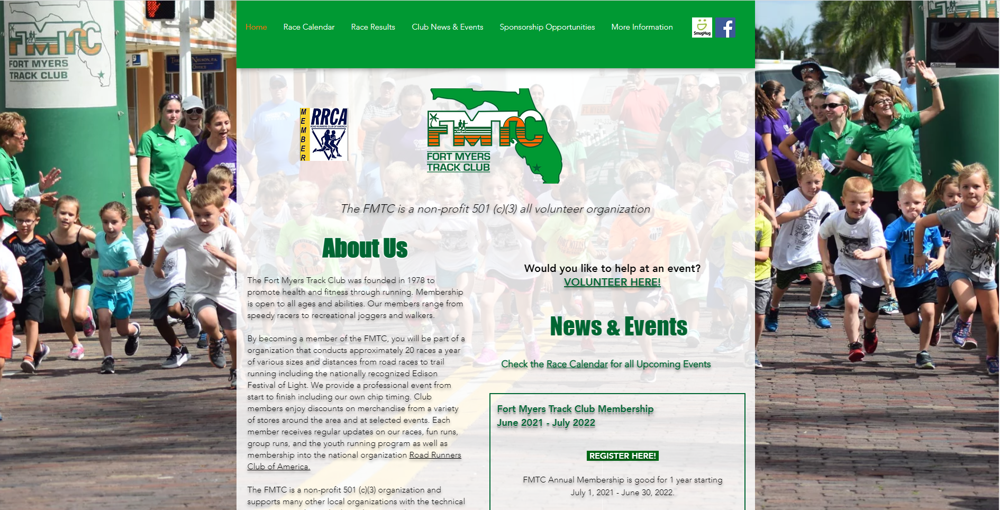 Home
Race Calendar
Race Results
Club News & Events
Sponsorship Opportunities
More Information
SmugMug
FMTC
FORT MYERS
TRACK CLUB
MEMBER
RRCA
ROAD RUNNERS CLUB OF AMERICA
FMTC
FORT MYERS
TRACK CLUB
The FMTC is a non-profit 501 (c)(3) all volunteer organization
About Us
The Fort Myers Track Club was founded in 1978 to
promote health and fitness through running. Membership
is open to all ages and abilities. Our members range from
speedy racers to recreational joggers and walkers.
By becoming a member of the FMTC, you will be part of a
organization that conducts approximately 20 races a year
of various sizes and distances from road races to trail
running including the nationally recognized Edison
Festival of Light. We provide a professional event from
start to finish including our own chip timing. Club
members enjoy discounts on merchandise from a variety
of stores around the area and at selected events. Each
member receives regular updates on our races, fun runs,
group runs, and the youth running program as well as
membership into the national organization Road Runners
Club of America.
The FMTC is a non-profit 501 (c)(3) organization and
supports many other local organizations with the technical
Would you like to help at an event?
VOLUNTEER HERE!
News & Events
Check the Race Calendar for all Upcoming Events
Fort Myers Track Club Membership
June 2021 - July 2022
REGISTER HERE!
FMTC Annual Membership is good for 1 year starting
July 1, 2021 - June 30, 2022.